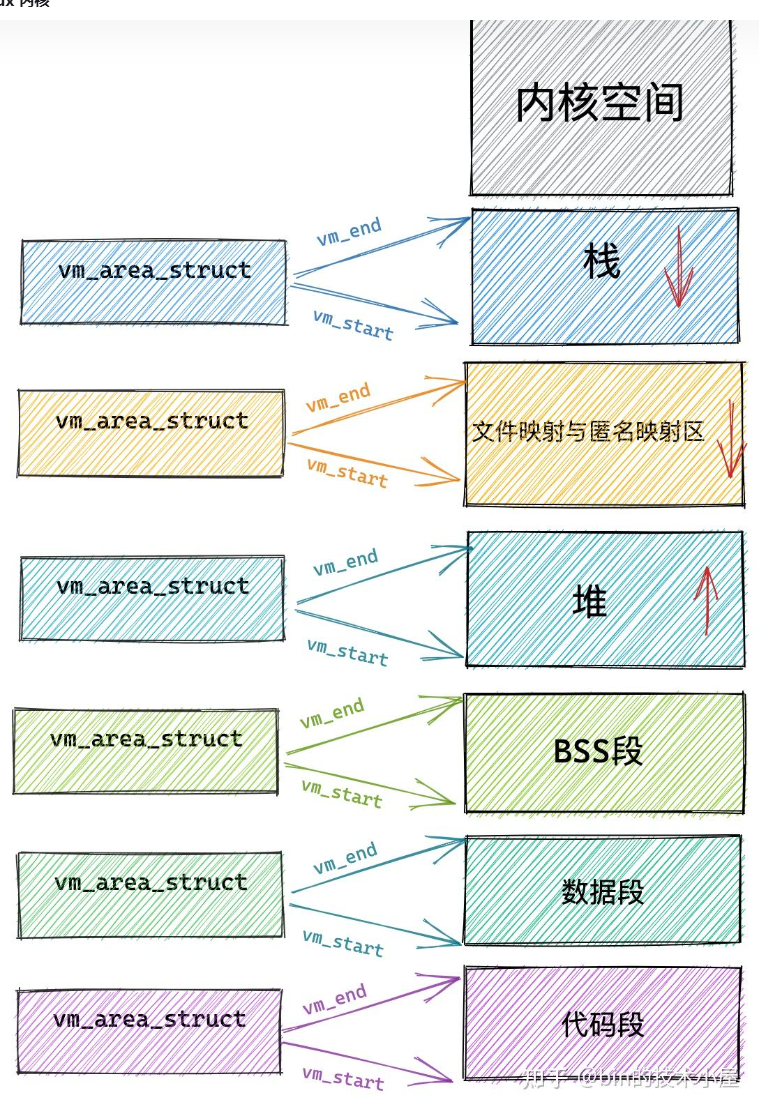 内核
内核空间
vm_end
vm_area_struct
栈
vm_start
vm_end
vm_area_struct
文件映射与匿名映射区
vm_start
vm_end
vm_area_struct
堆
vm_start
vm_end
vm_area_struct
BSS段
vm_start
vm_end
vm_area_struct
数据段
vm_start
vm_end
vm_area_struct
代码段
vm_start
知乎 @bin的技术小屋